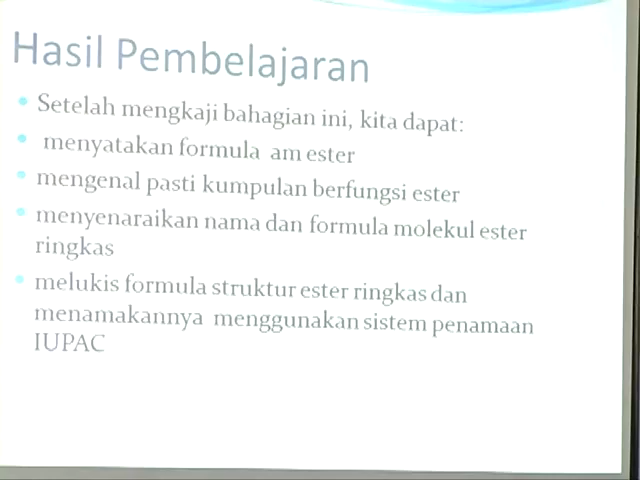 Hasil Pembelajaran
• Setelah mengkaji bahagian ini, kita dapat:
• menyatakan formula am ester
• mengenal pasti kumpulan berfungsi ester
• menyenaraikan nama dan formula molekul ester
ringkas
• melukis formula struktur ester ringkas dan
menamakannya menggunakan sistem penamaan
IUPAC